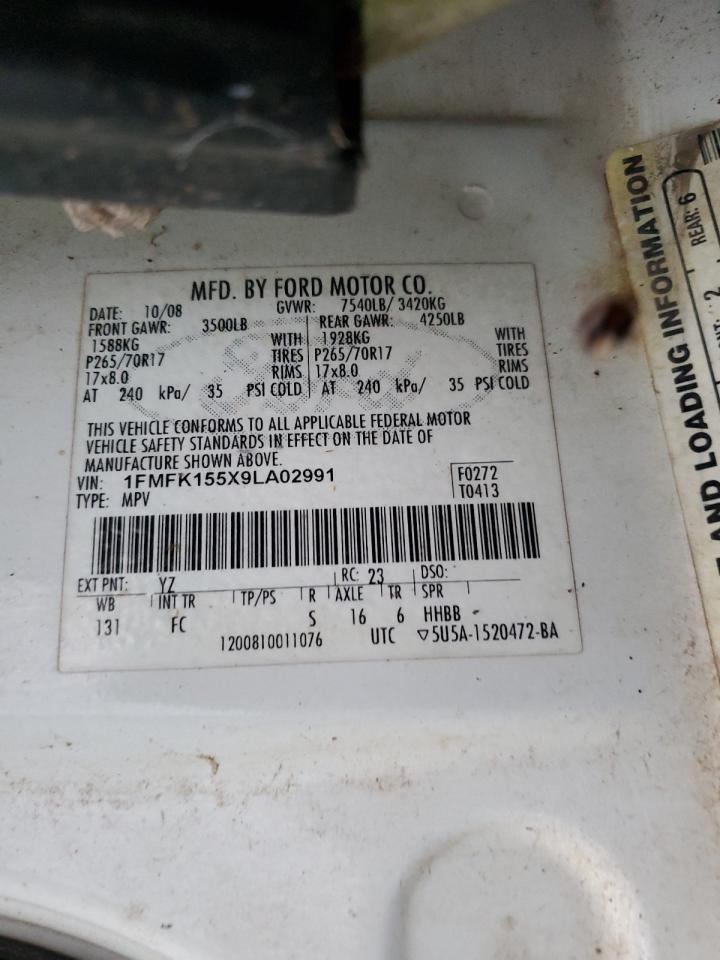 MFD. BY FORD MOTOR CO.
DATE: 10/08 GVWR: 7540LB/ 3420KG
FRONT GAWR: 3500LB REAR GAWR: 4250LB
1588KG WITH 1928KG WITH
P265/70R17 TIRES P265/70R17 TIRES
17x8.0 RIMS 17x8.0 RIMS
AT 240 kPa/ 35 PSI COLD AT 240 kPa/ 35 PSI COLD
THIS VEHICLE CONFORMS TO ALL APPLICABLE FEDERAL MOTOR
VEHICLE SAFETY STANDARDS IN EFFECT ON THE DATE OF
MANUFACTURE SHOWN ABOVE.
VIN: 1FMFK155X9LA02991 F0272
TYPE: MPV T0413
EXT PNT: YZ RC: 23 DSO:
WB INT TR TP/PS R AXLE TR SPR
131 FC S 16 6 HHBB
1200810011076 UTC ▽5U5A-1520472-BA
AND LOADING INFORMATION
REAR: 6
2